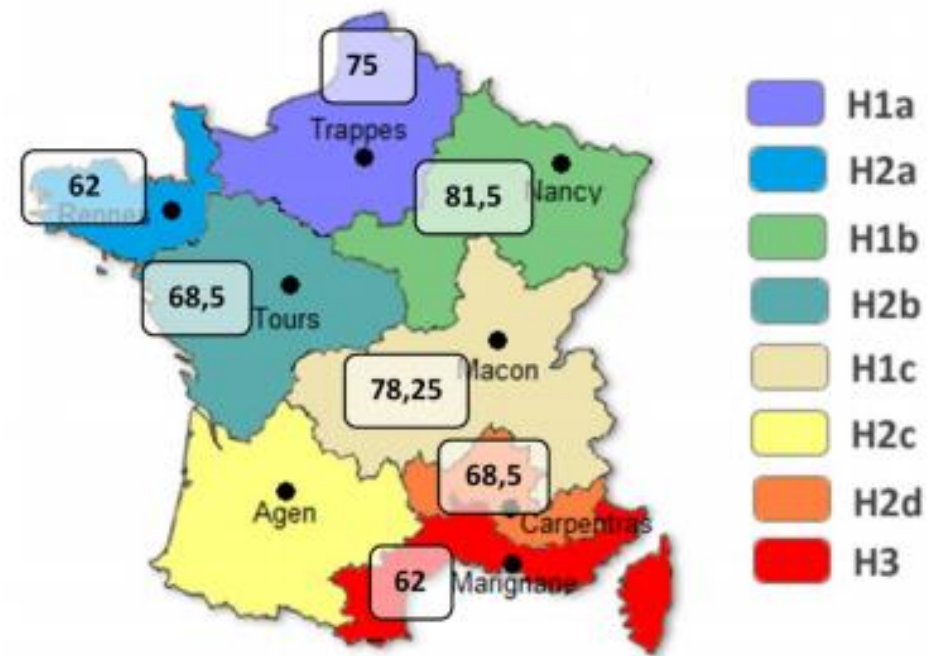 75
Trappes
62
Rennes
81,5
Nancy
68,5
Tours
78,25
Macon
68,5
Agen
Carpentras
62
Marignane
H1a
H2a
H1b
H2b
H1c
H2c
H2d
H3